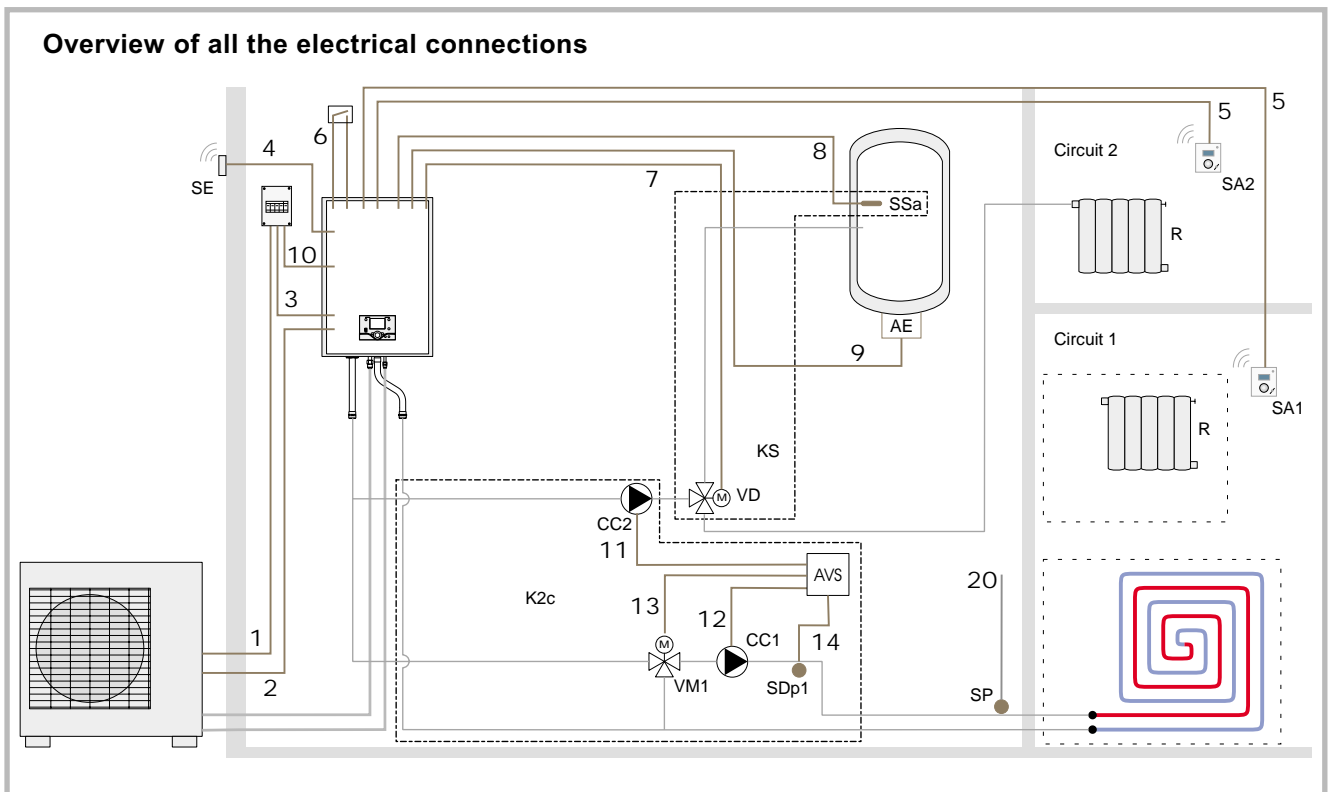 Overview of all the electrical connections
5
5
6
4
8
Circuit 2
7
SE
SA2
SSa
R
10
3
AE
Circuit 1
9
SA1
R
KS
M
VD
CC2
11
AVS
20
K2c
13
12
1
CC1
14
M
2
VM1
SDp1
SP